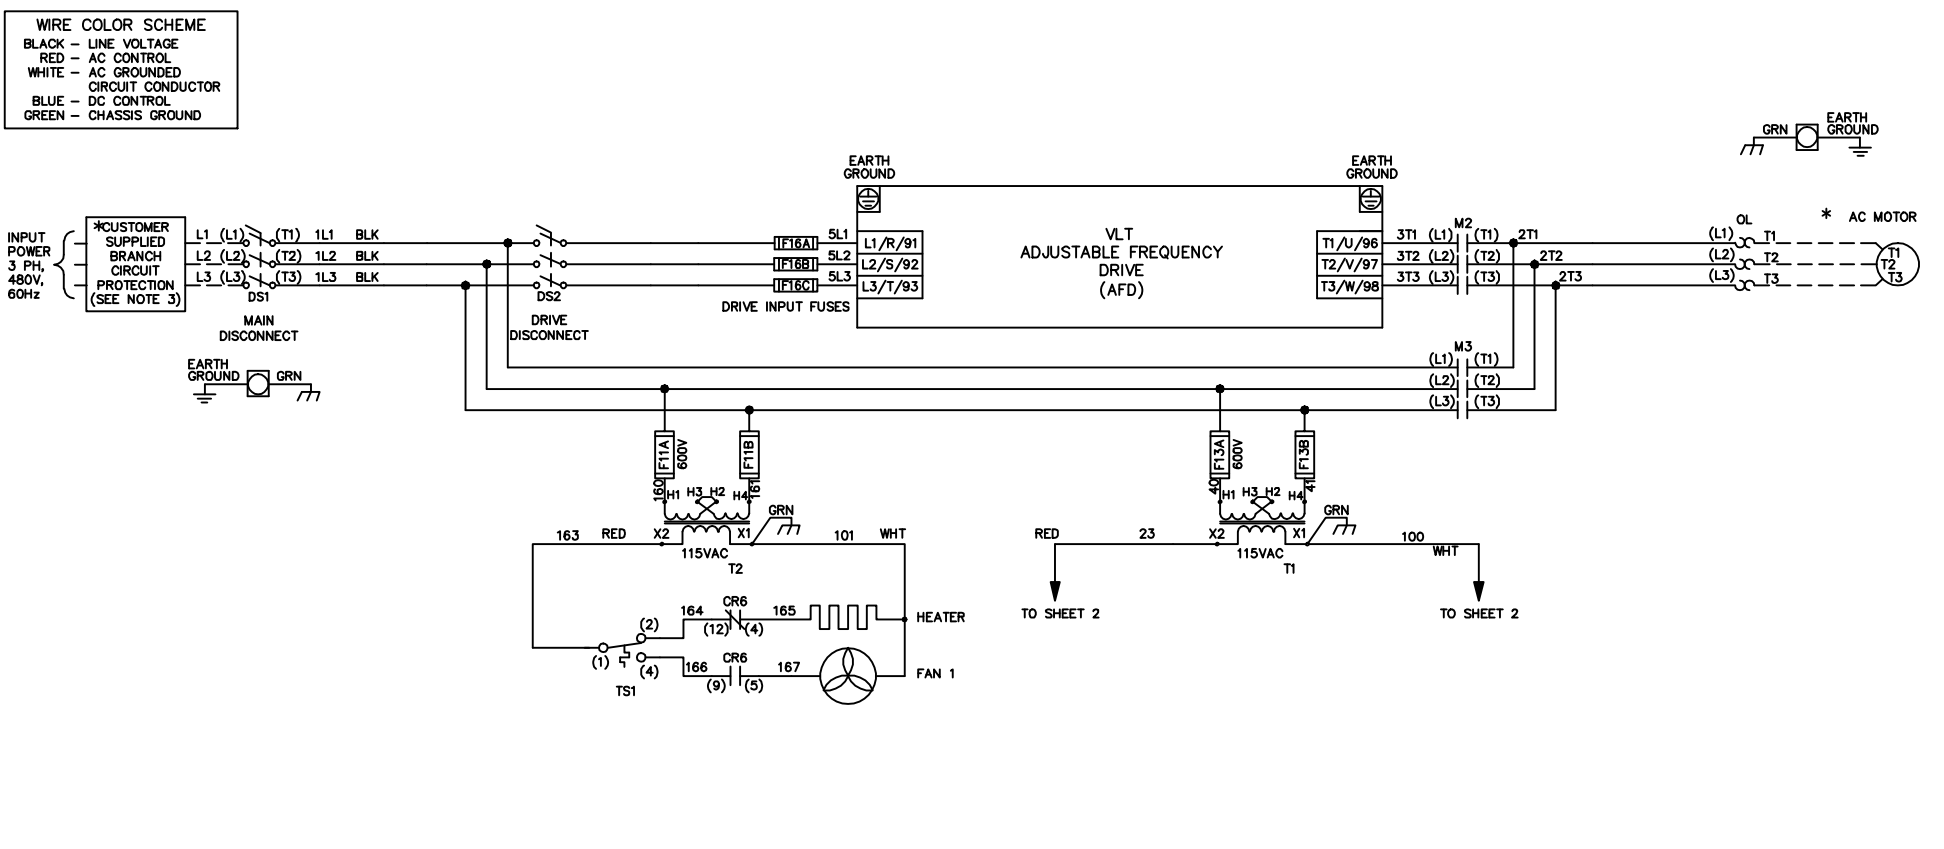 WIRE COLOR SCHEME
BLACK – LINE VOLTAGE
RED – AC CONTROL
WHITE – AC GROUNDED
CIRCUIT CONDUCTOR
BLUE – DC CONTROL
GREEN – CHASSIS GROUND
GRN
EARTH
GROUND
EARTH
GROUND
EARTH
GROUND
INPUT
POWER
3 PH,
480V,
60Hz
*CUSTOMER
SUPPLIED
BRANCH
CIRCUIT
PROTECTION
(SEE NOTE 3)
L1 (L1) (T1) 1L1 BLK
L2 (L2) (T2) 1L2 BLK
L3 (L3) (T3) 1L3 BLK
DS1
MAIN
DISCONNECT
DS2
DRIVE
DISCONNECT
F16A 5L1 L1/R/91
F16B 5L2 L2/S/92
F16C 5L3 L3/T/93
DRIVE INPUT FUSES
VLT
ADJUSTABLE FREQUENCY
DRIVE
(AFD)
T1/U/96 3T1 (L1) M2 (T1) 2T1
T2/V/97 3T2 (L2) (T2) 2T2
T3/W/98 3T3 (L3) (T3) 2T3
OL
(L1) T1
(L2) T2
(L3) T3
* AC MOTOR
T1
T2
T3
M3
(L1) (T1)
(L2) (T2)
(L3) (T3)
EARTH
GROUND GRN
F11A 600V F11B
160 H1 H3 H2 H4 161
GRN
163 RED X2 X1 101 WHT
115VAC
T2
F13A 600V F13B
40 H1 H3 H2 H4 41
GRN
RED 23 X2 X1 100
WHT
115VAC
T1
TO SHEET 2
TO SHEET 2
164 CR6 165
(12) (4)
HEATER
(2)
(1)
(4)
TS1
166 CR6 167
(9) (5)
FAN 1